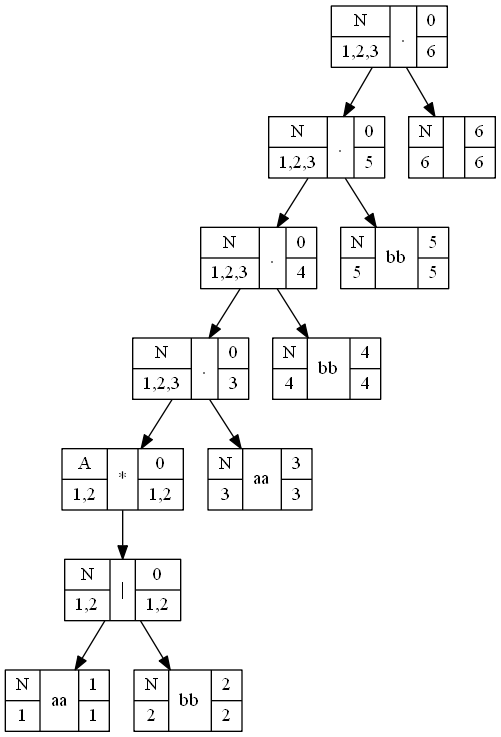 N . 0
1,2,3 6
N . 0
1,2,3 5
N 6
6 6
N . 0
1,2,3 4
N bb 5
5 5
N . 0
1,2,3 3
N bb 4
4 4
A * 0
1,2 1,2
N aa 3
3 3
N | 0
1,2 1,2
N aa 1
1 1
N bb 2
2 2